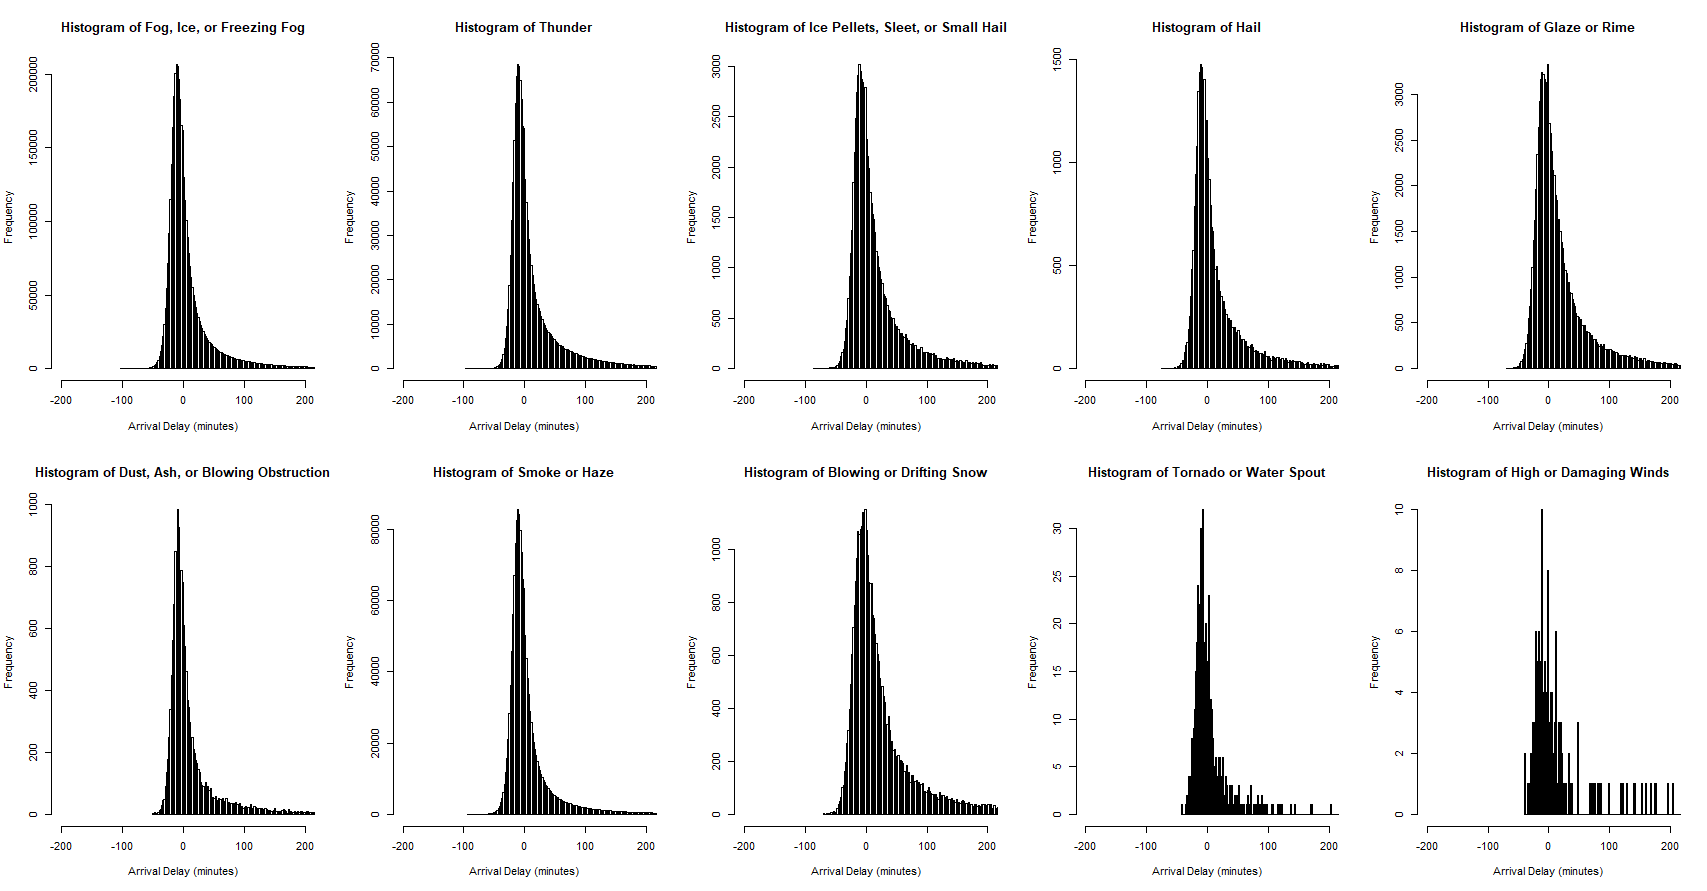 Histogram of Fog, Ice, or Freezing Fog
Frequency
0 50000 100000 150000 200000
-200 -100 0 100 200
Arrival Delay (minutes)
Histogram of Thunder
Frequency
0 10000 20000 30000 40000 50000 60000 70000
-200 -100 0 100 200
Arrival Delay (minutes)
Histogram of Ice Pellets, Sleet, or Small Hail
Frequency
0 500 1000 1500 2000 2500 3000
-200 -100 0 100 200
Arrival Delay (minutes)
Histogram of Hail
Frequency
0 500 1000 1500
-200 -100 0 100 200
Arrival Delay (minutes)
Histogram of Glaze or Rime
Frequency
0 500 1000 1500 2000 2500 3000
-200 -100 0 100 200
Arrival Delay (minutes)
Histogram of Dust, Ash, or Blowing Obstruction
Frequency
0 200 400 600 800 1000
-200 -100 0 100 200
Arrival Delay (minutes)
Histogram of Smoke or Haze
Frequency
0 20000 40000 60000 80000
-200 -100 0 100 200
Arrival Delay (minutes)
Histogram of Blowing or Drifting Snow
Frequency
0 200 400 600 800 1000
-200 -100 0 100 200
Arrival Delay (minutes)
Histogram of Tornado or Water Spout
Frequency
0 5 10 15 20 25 30
-200 -100 0 100 200
Arrival Delay (minutes)
Histogram of High or Damaging Winds
Frequency
0 2 4 6 8 10
-200 -100 0 100 200
Arrival Delay (minutes)